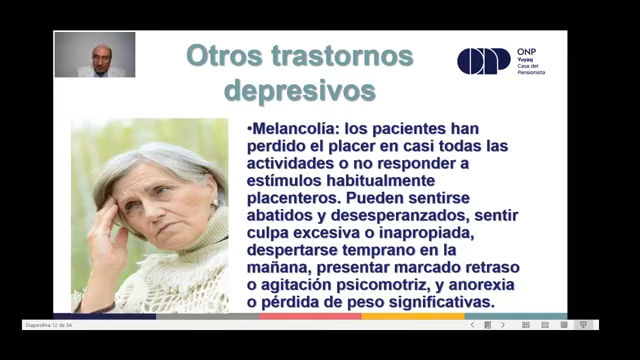 Otros trastornos
depresivos
ONP
Yuyaq
Casa del
Pensionista
•Melancolía: los pacientes han
perdido el placer en casi todas las
actividades o no responder a
estímulos habitualmente
placenteros. Pueden sentirse
abatidos y desesperanzados, sentir
culpa excesiva o inapropiada,
despertarse temprano en la
mañana, presentar marcado retraso
o agitación psicomotriz, y anorexia
o pérdida de peso significativas.
Diapositiva 12 de 54